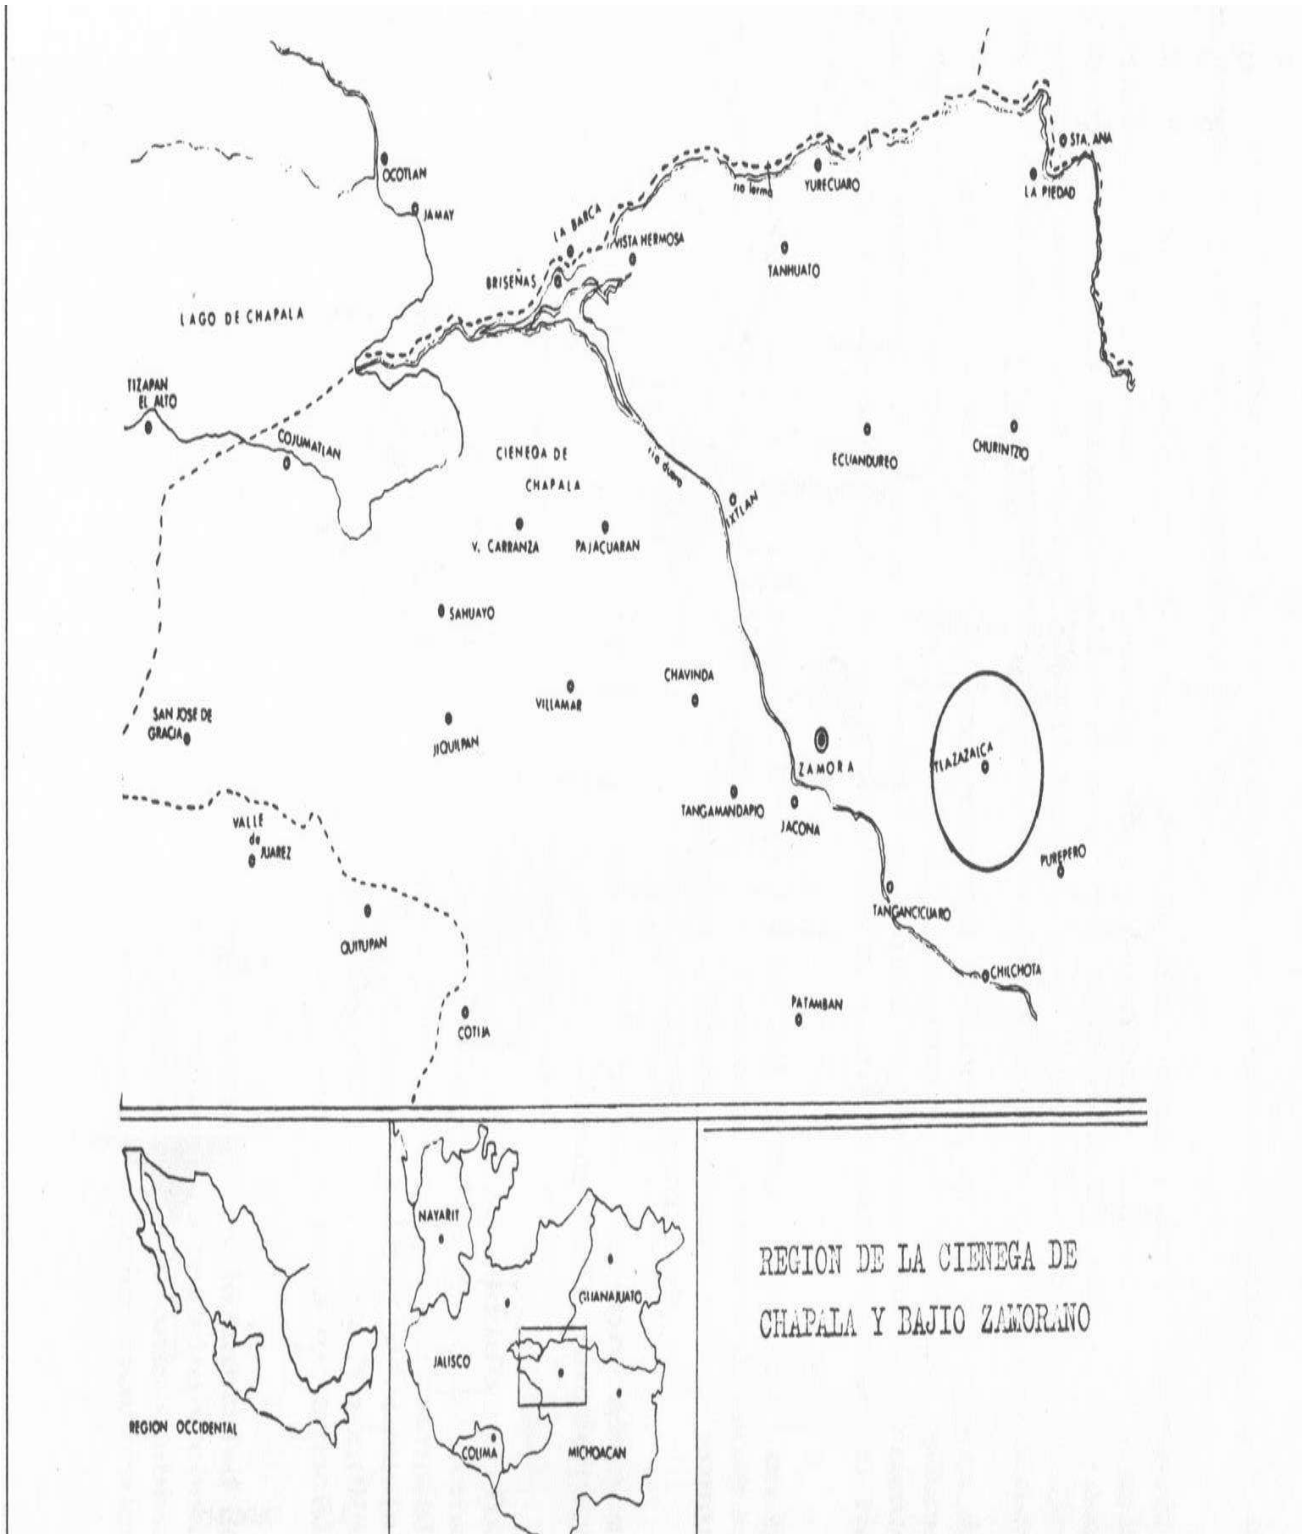 STA. ANA
OCOTLAN
LA PIEDAD
rio lerma
YURECUARO
JAMAY
LA BARCA
VISTA HERMOSA
TANHUATO
BRISEÑAS
LAGO DE CHAPALA
TIZAPAN
EL ALTO
COJUMATLAN
CIENEGA DE
CHAPALA
rio duero
ECUANDUREO
CHURINTZIO
IXTLAN
V. CARRANZA
PAJACUARAN
SAHUAYO
CHAVINDA
VILLAMAR
SAN JOSE DE
GRACIA
JIQUILPAN
ZAMORA
TLAZAZALCA
TANGAMANDAPIO
JACONA
VALLE
de
JUAREZ
PUREPERO
TANGANCICUARO
QUITUPAN
CHILCHOTA
PATAMBAN
COTIJA
NAYARIT
GUANAJUATO
JALISCO
COLIMA
MICHOACAN
REGION OCCIDENTAL
REGION DE LA CIENEGA DE
CHAPALA Y BAJIO ZAMORANO